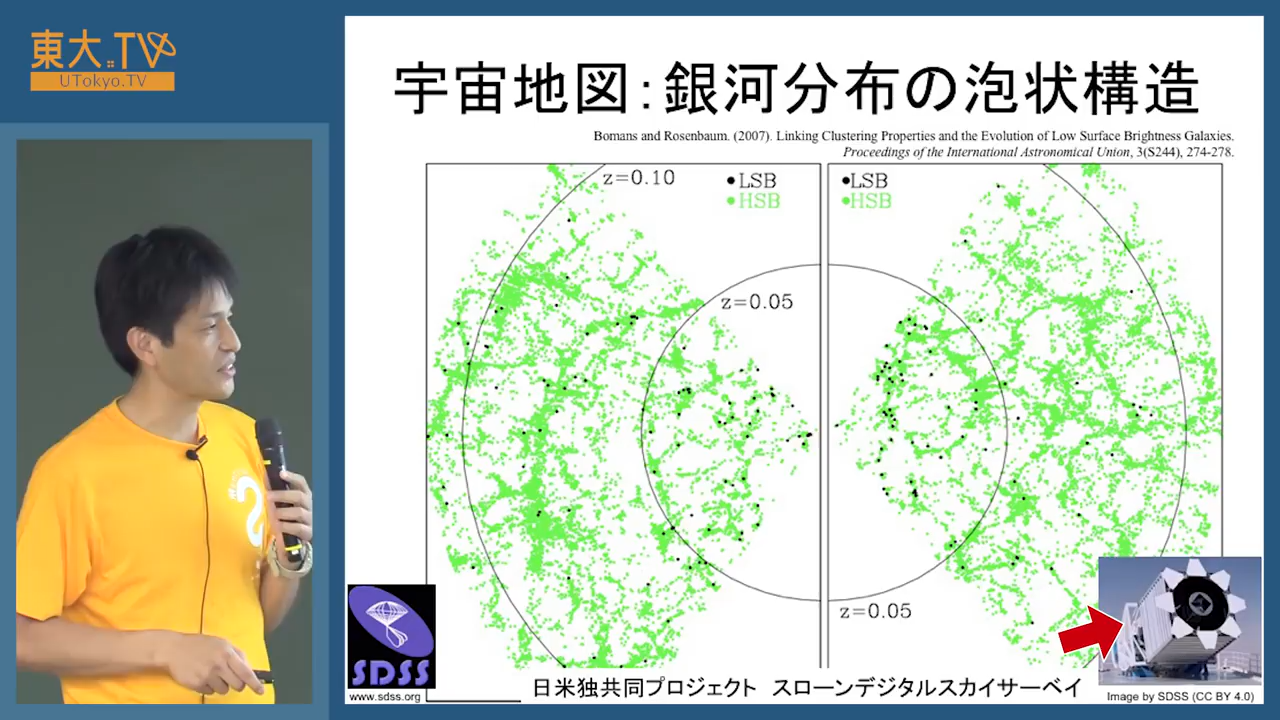 東大.TV
UTokyo.TV
宇宙地図：銀河分布の泡状構造
Bomans and Rosenbaum. (2007). Linking Clustering Properties and the Evolution of Low Surface Brightness Galaxies.
Proceedings of the International Astronomical Union, 3(S244), 274-278.
z=0.10
LSB
HSB
LSB
HSB
z=0.05
z=0.05
SDSS
www.sdss.org
日米独共同プロジェクト　スローンデジタルスカイサーベイ
Image by SDSS (CC BY 4.0)